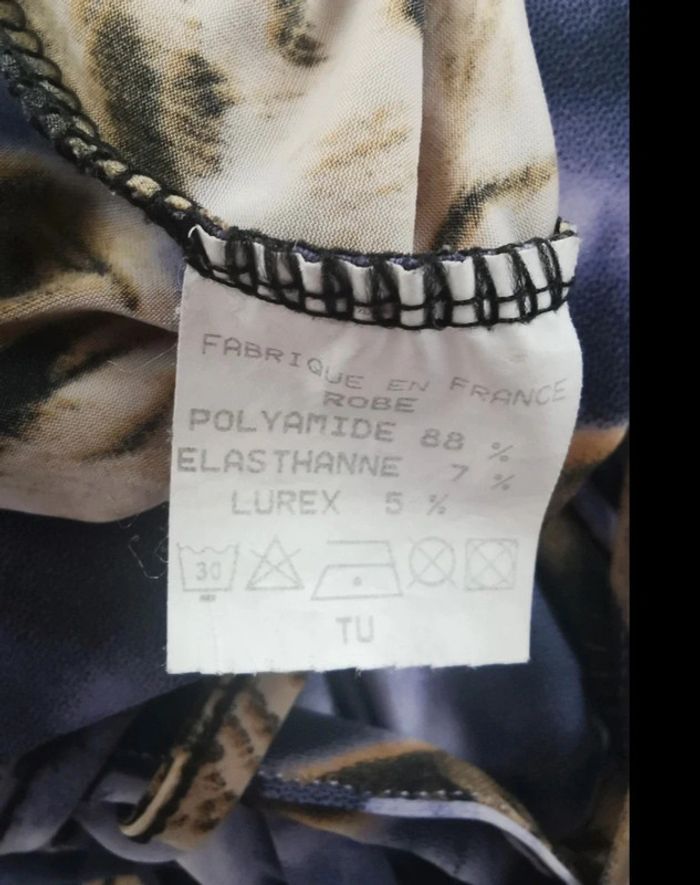 FABRIQUE EN FRANCE
ROBE
POLYAMIDE 88 %
ELASTHANNE 7 %
LUREX 5 %
30
TU